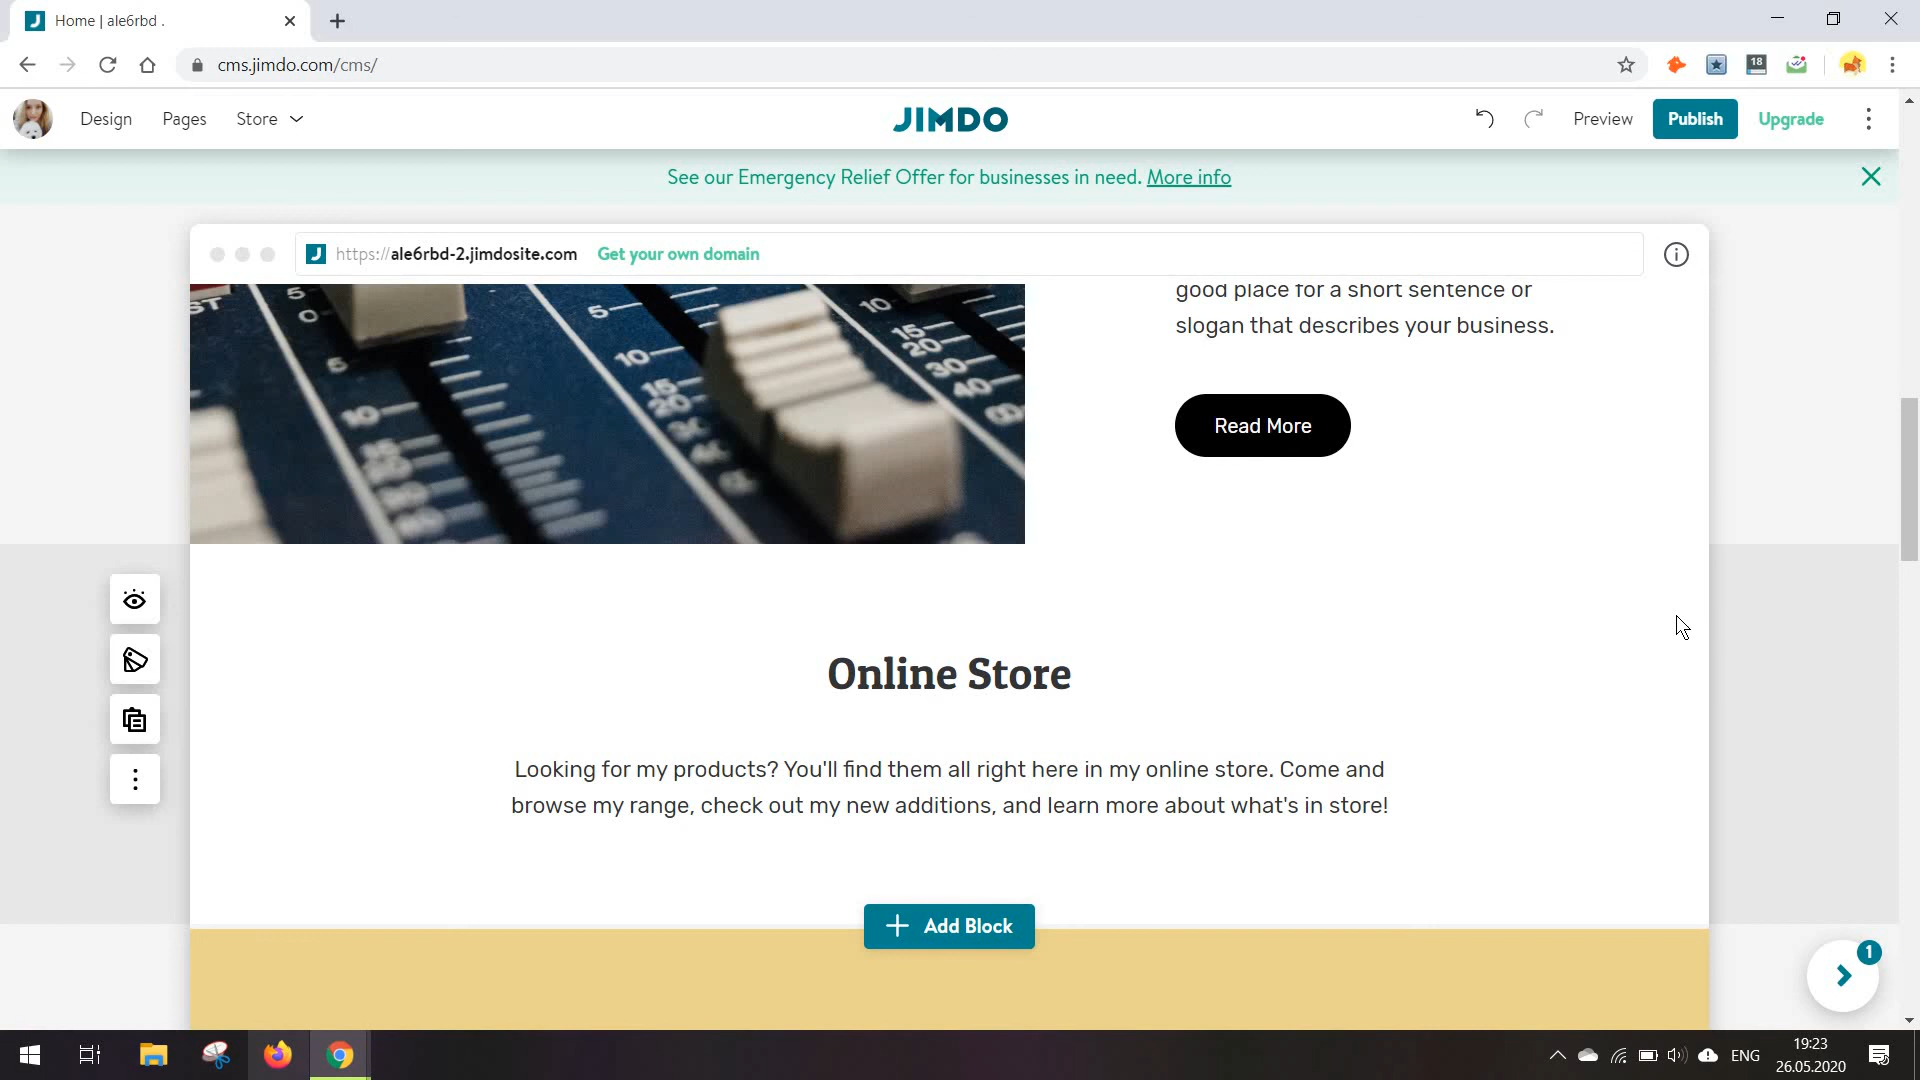 Home | ale6rbd .
cms.jimdo.com/cms/
18
Design Pages Store JIMDO Preview Publish Upgrade
See our Emergency Relief Offer for businesses in need. More info
https://ale6rbd-2.jimdosite.com Get your own domain
good place for a short sentence or
slogan that describes your business.
Read More
Online Store
Looking for my products? You'll find them all right here in my online store. Come and
browse my range, check out my new additions, and learn more about what's in store!
Add Block
1
ENG
19:23
26.05.2020